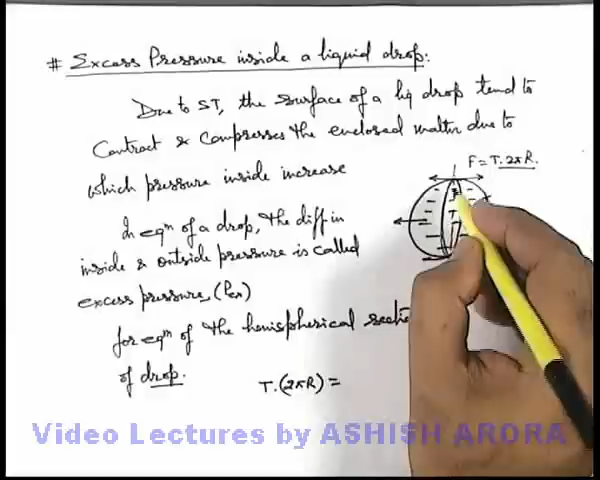 # Excess Pressure inside a liquid drop:
Due to ST, the surface of a liq drop tend to
Contract & compresses the enclosed matter due to
which pressure inside increase
F = T. 2πR.
In eqm of a drop, the diff in
inside & outside pressure is called
excess pressure, (Pex)
for eqm of the hemispherical section
of drop.
T. (2πR) =
Video Lectures by ASHISH ARORA